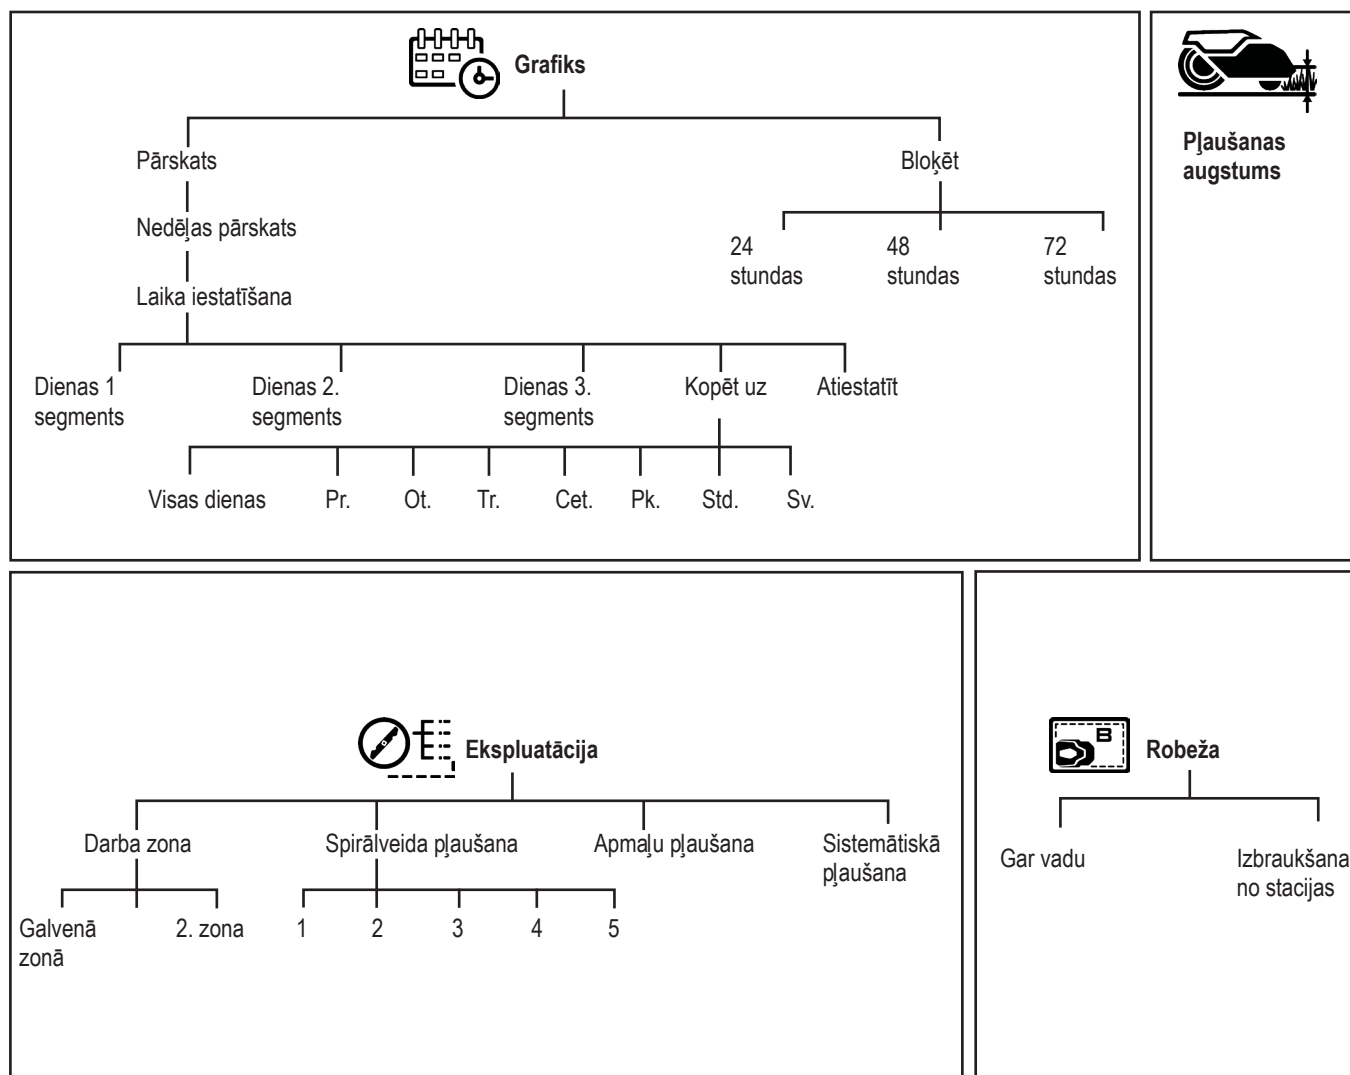 Grafiks
Pārskats
Bloķēt
Nedēļas pārskats
24
stundas
48
stundas
72
stundas
Laika iestatīšana
Dienas 1
segments
Dienas 2.
segments
Dienas 3.
segments
Kopēt uz
Atiestatīt
Visas dienas
Pr.
Ot.
Tr.
Cet.
Pk.
Std.
Sv.
Pļaušanas
augstums
Ekspluatācija
Darba zona
Spirālveida pļaušana
Apmaļu pļaušana
Sistēmātiskā
pļaušana
Galvenā
zonā
2. zona
1
2
3
4
5
B
Robeža
Gar vadu
Izbraukšana
no stacijas